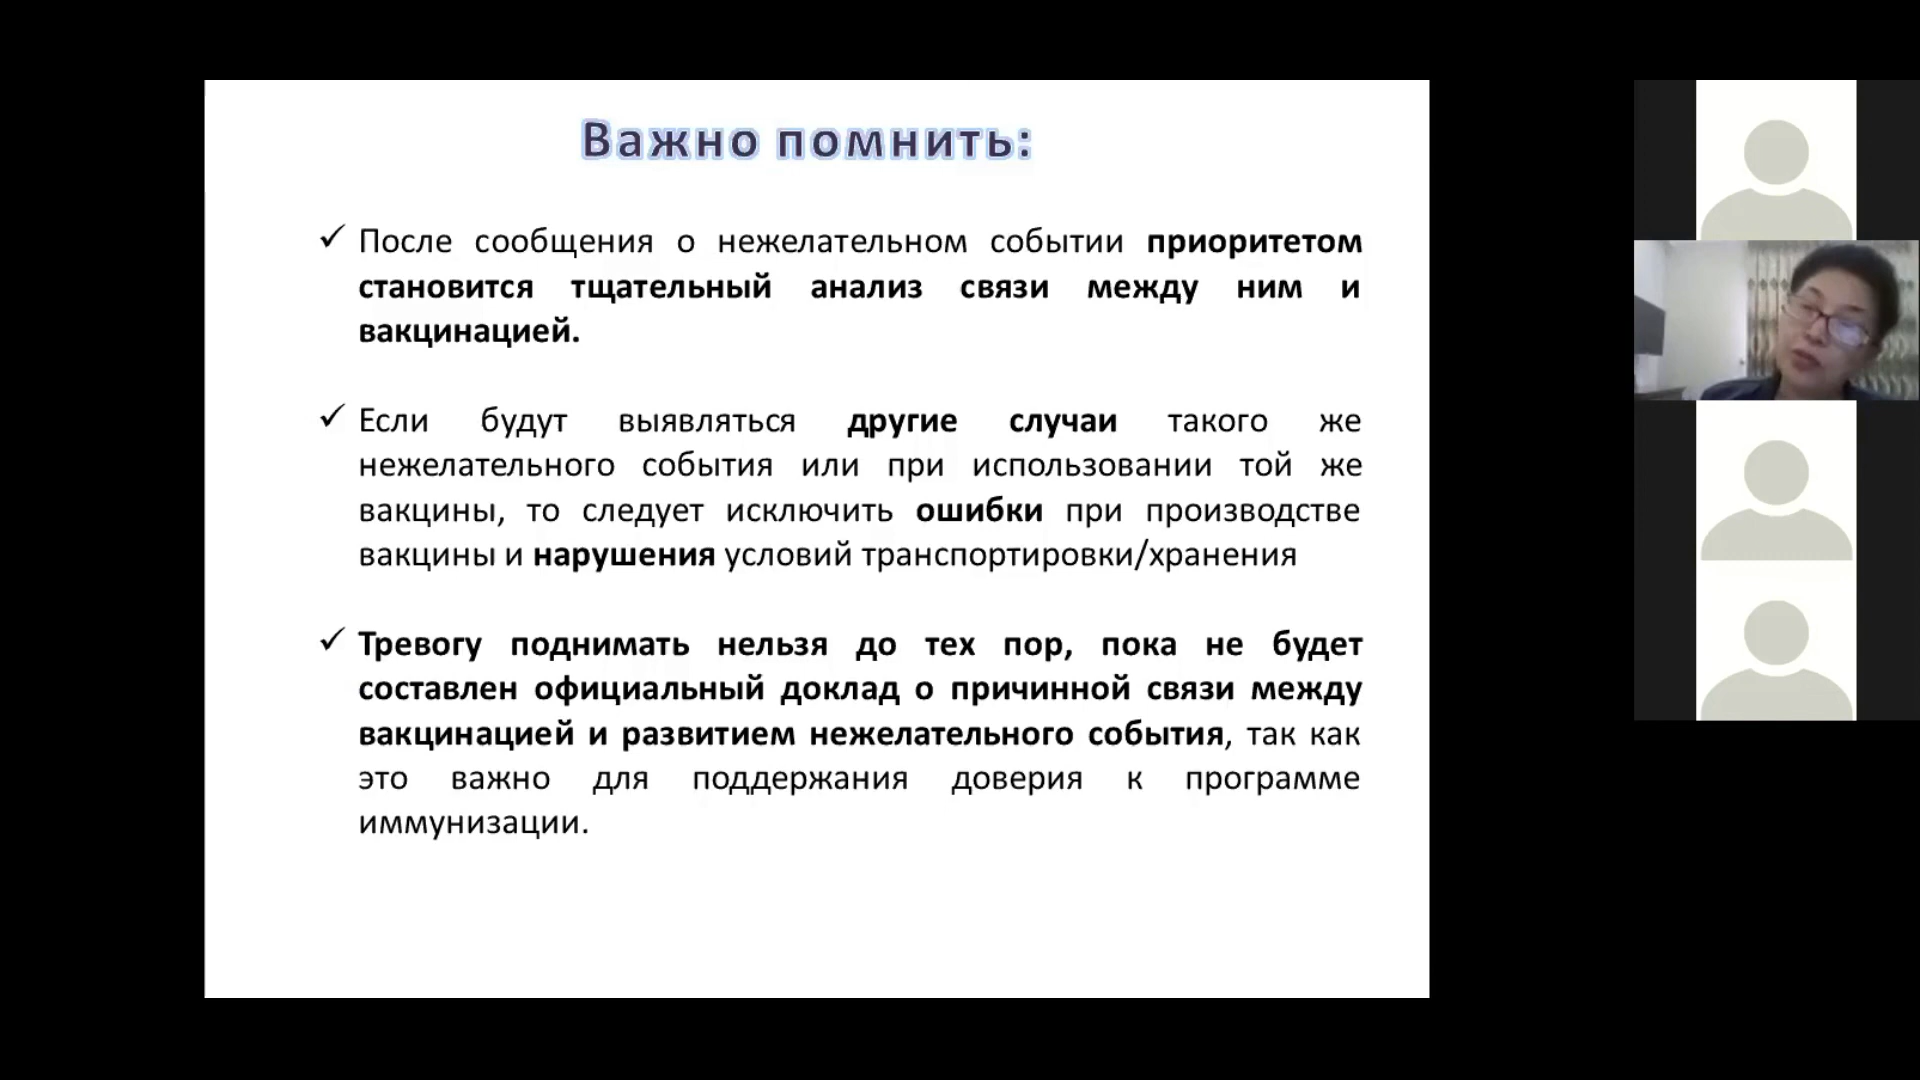 Важно помнить:
После сообщения о нежелательном событии приоритетом
становится тщательный анализ связи между ним и
вакцинацией.
Если будут выявляться другие случаи такого же
нежелательного события или при использовании той же
вакцины, то следует исключить ошибки при производстве
вакцины и нарушения условий транспортировки/хранения
Тревогу поднимать нельзя до тех пор, пока не будет
составлен официальный доклад о причинной связи между
вакцинацией и развитием нежелательного события, так как
это важно для поддержания доверия к программе
иммунизации.